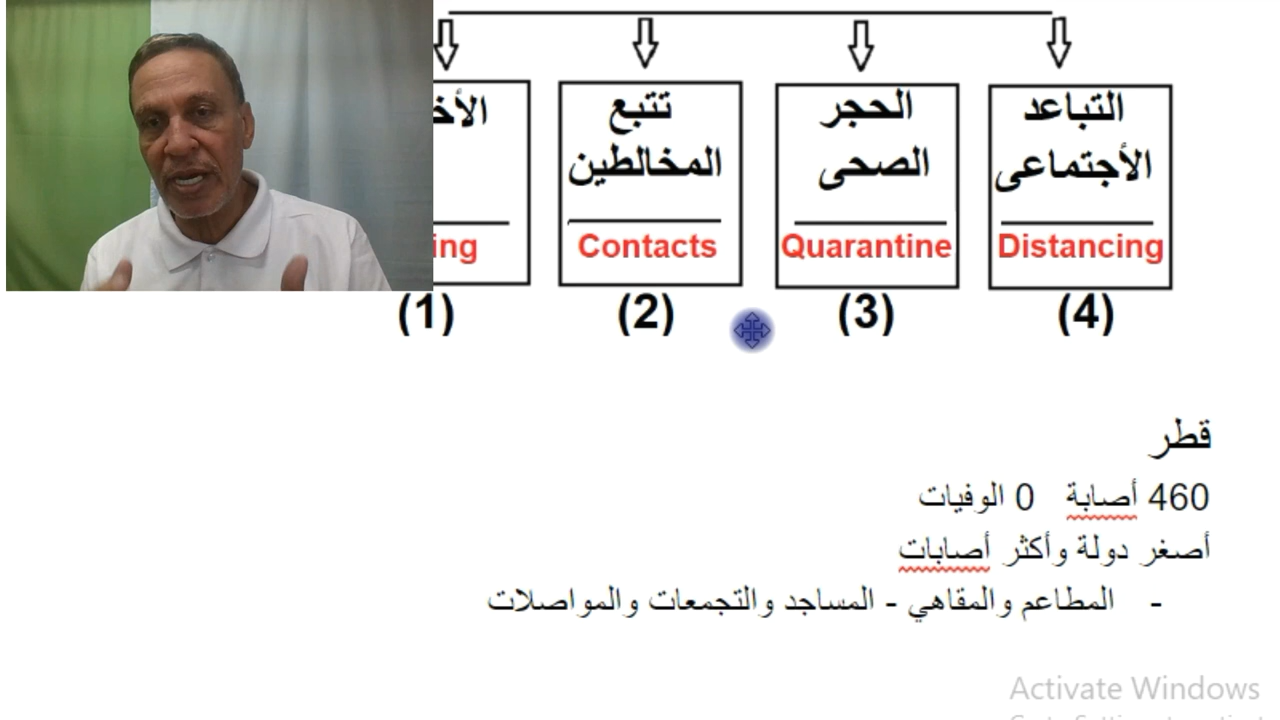 التباعد
الأجتماعى
Distancing
(4)
الحجر
الصحى
Quarantine
(3)
تتبع
المخالطين
Contacts
(2)
(1)
قطر
460 أصابة 0 الوفيات
أصغر دولة وأكثر أصابات
- المطاعم والمقاهي - المساجد والتجمعات والمواصلات
Activate Windows